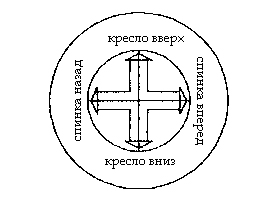 кресло вверх
спинка назад
спинка вперед
кресло вниз